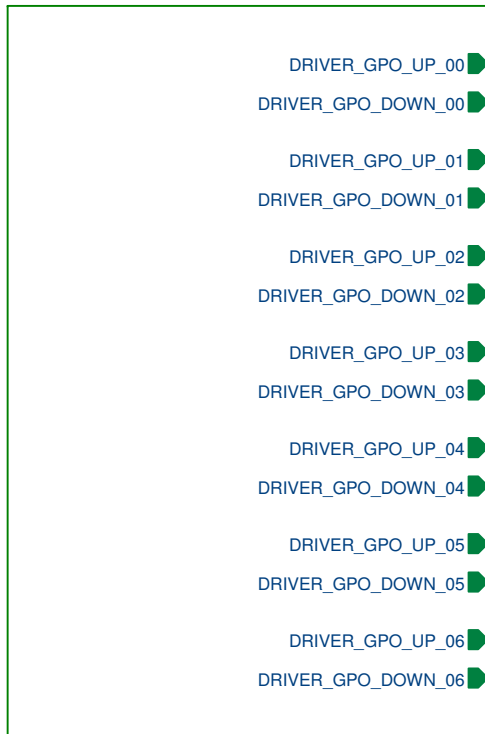 DRIVER_GPO_UP_00
DRIVER_GPO_DOWN_00
DRIVER_GPO_UP_01
DRIVER_GPO_DOWN_01
DRIVER_GPO_UP_02
DRIVER_GPO_DOWN_02
DRIVER_GPO_UP_03
DRIVER_GPO_DOWN_03
DRIVER_GPO_UP_04
DRIVER_GPO_DOWN_04
DRIVER_GPO_UP_05
DRIVER_GPO_DOWN_05
DRIVER_GPO_UP_06
DRIVER_GPO_DOWN_06